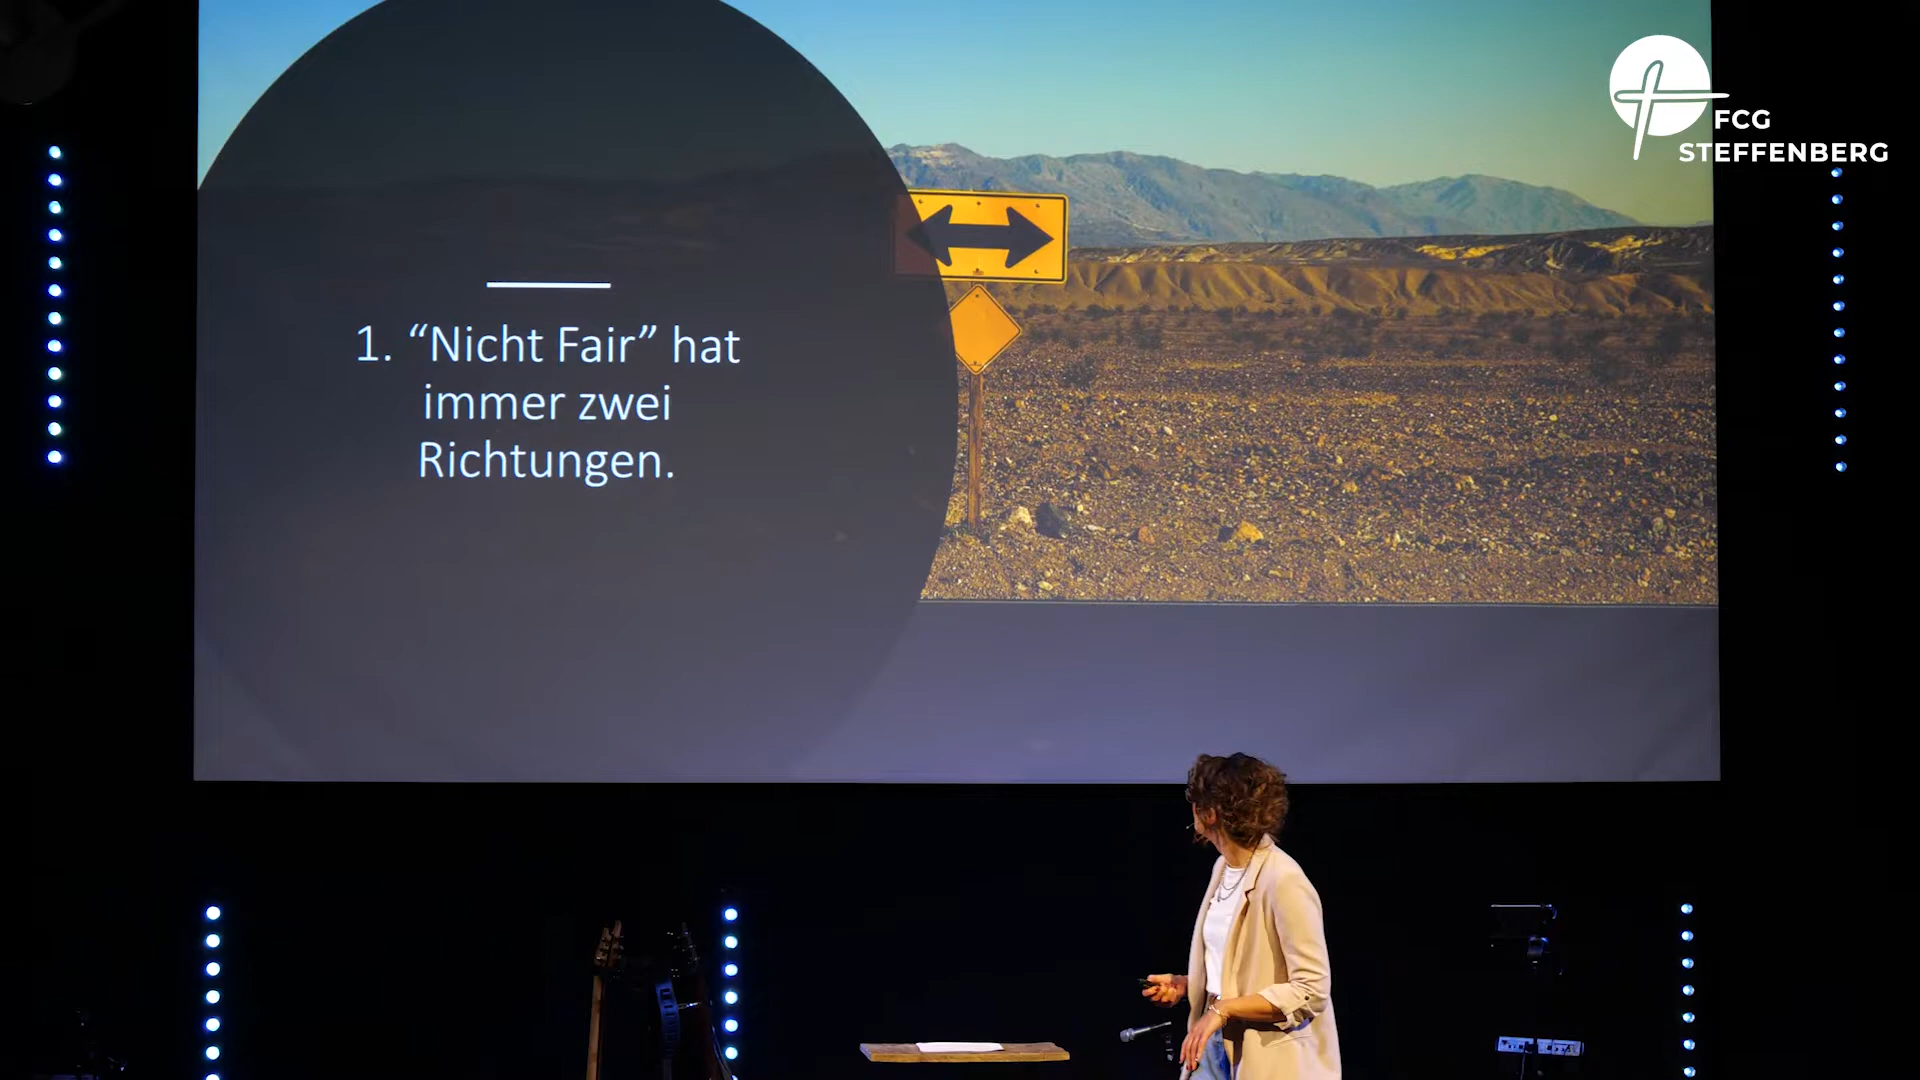 FCG
STEFFENBERG
1. “Nicht Fair” hat
immer zwei
Richtungen.